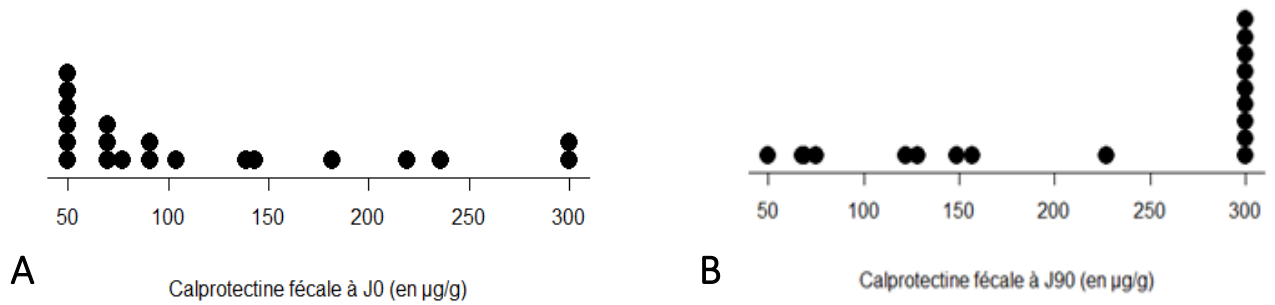 50 100 150 200 250 300
A
Calprotectine fécale à J0 (en µg/g)
50 100 150 200 250 300
B
Calprotectine fécale à J90 (en µg/g)